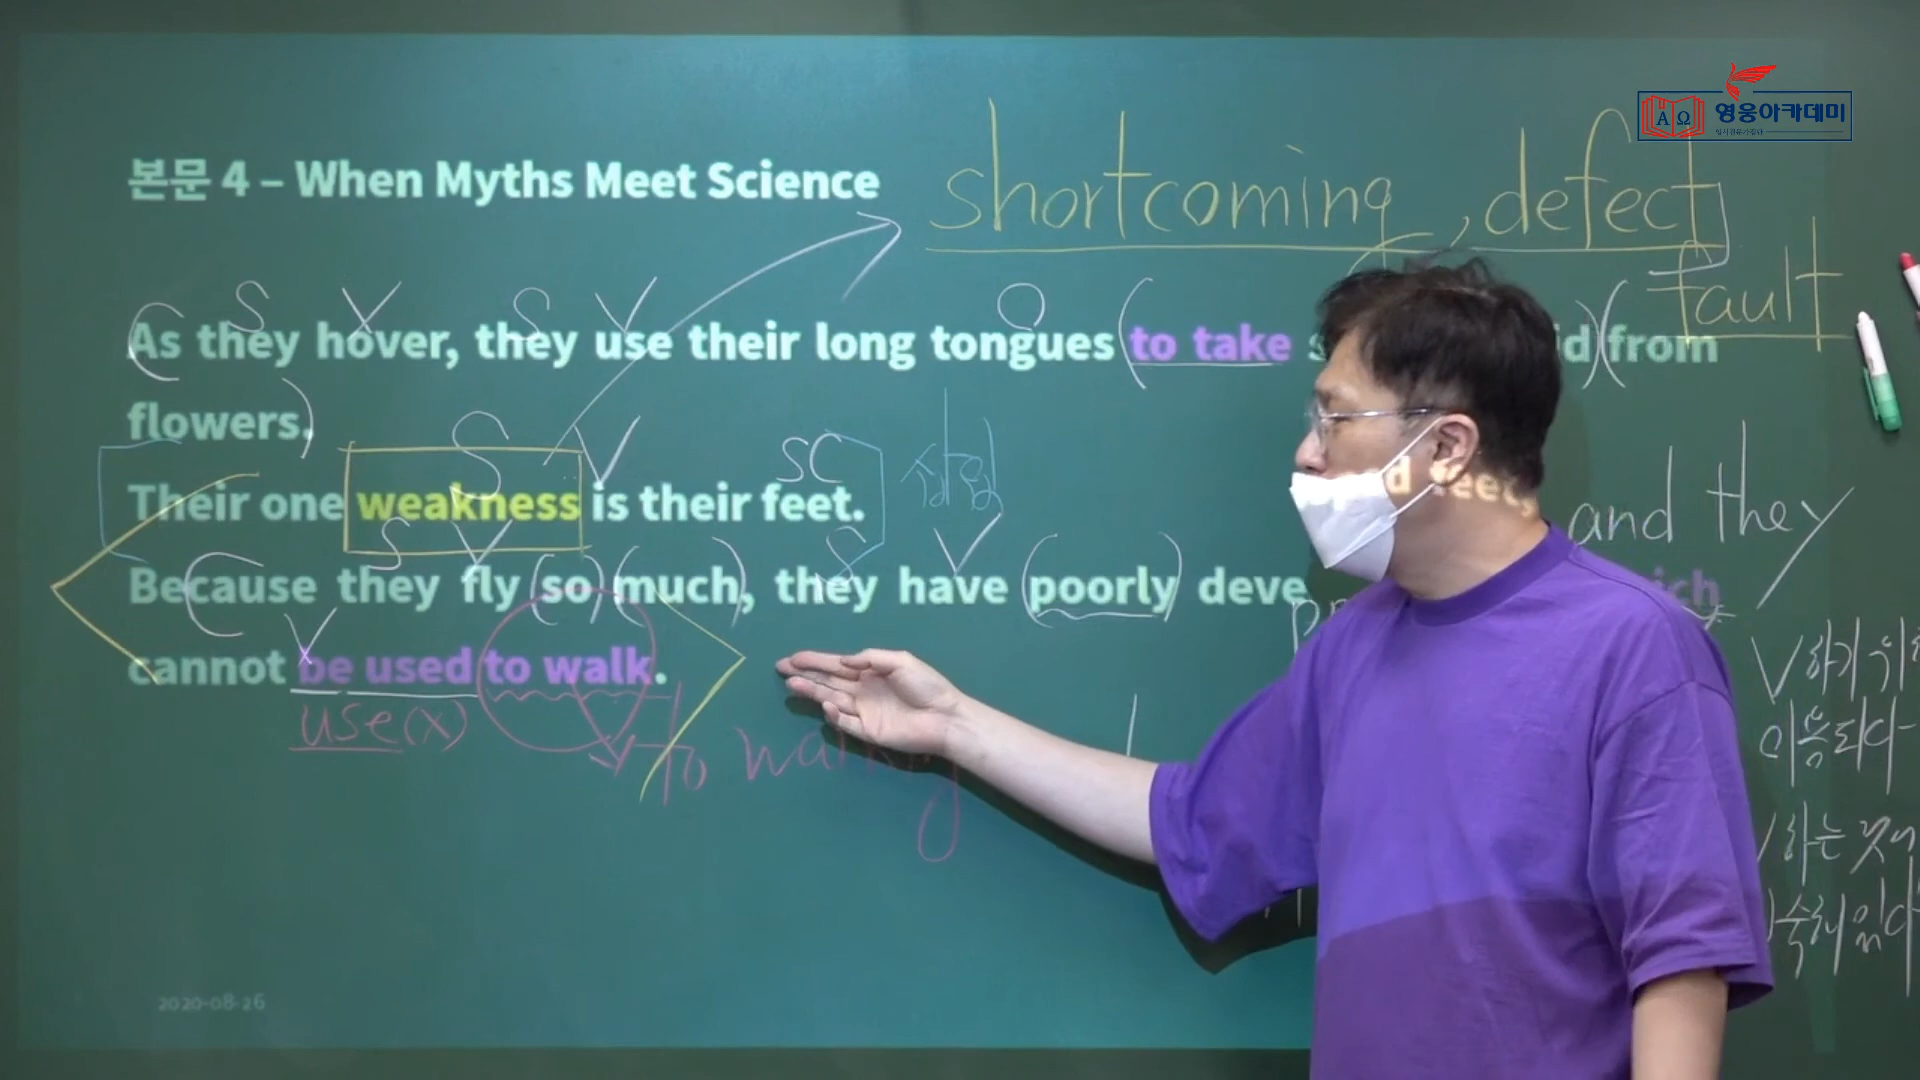 영웅아카데미
shortcoming, defect
fault
본문 4 – When Myths Meet Science
S V S V O
As they hover, they use their long tongues to take from
flowers.
S V SC
Their one weakness is their feet.
and they
S V S V
Because they fly so much, they have poorly deve ich
cannot be used to walk.
V
use(x)
to walking
V하기 위
이용되다
V하는 것에
익숙해 있다
2020-08-26